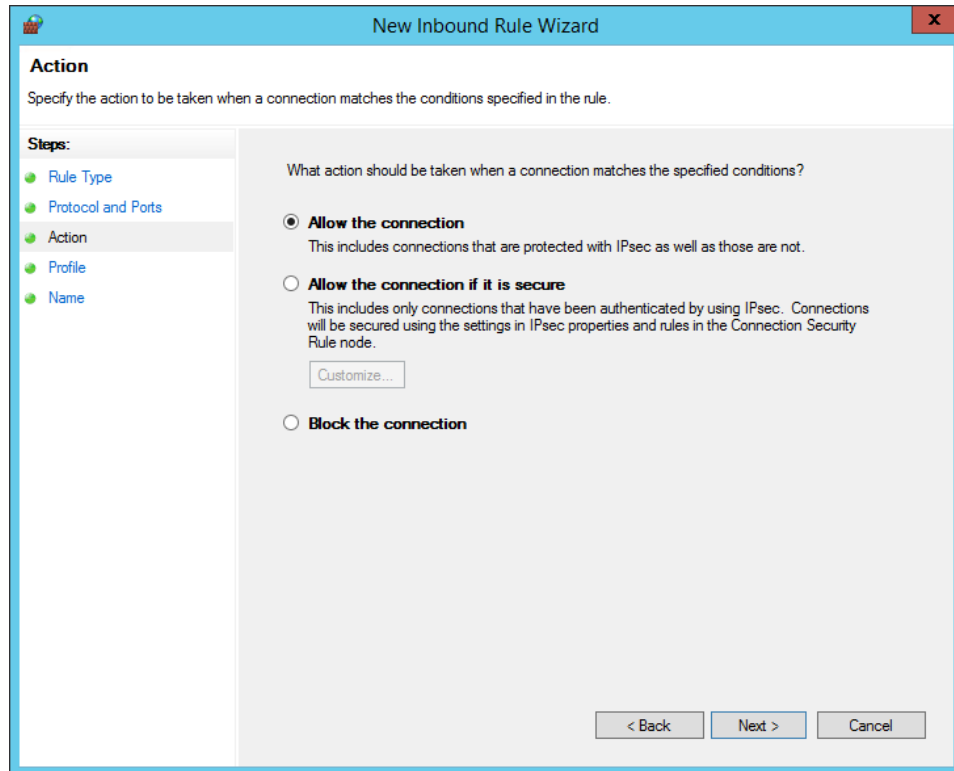 New Inbound Rule Wizard
x
Action
Specify the action to be taken when a connection matches the conditions specified in the rule.
Steps:
Rule Type
Protocol and Ports
Action
Profile
Name
What action should be taken when a connection matches the specified conditions?
Allow the connection
This includes connections that are protected with IPsec as well as those are not.
Allow the connection if it is secure
This includes only connections that have been authenticated by using IPsec. Connections
will be secured using the settings in IPsec properties and rules in the Connection Security
Rule node.
Customize...
Block the connection
< Back
Next >
Cancel